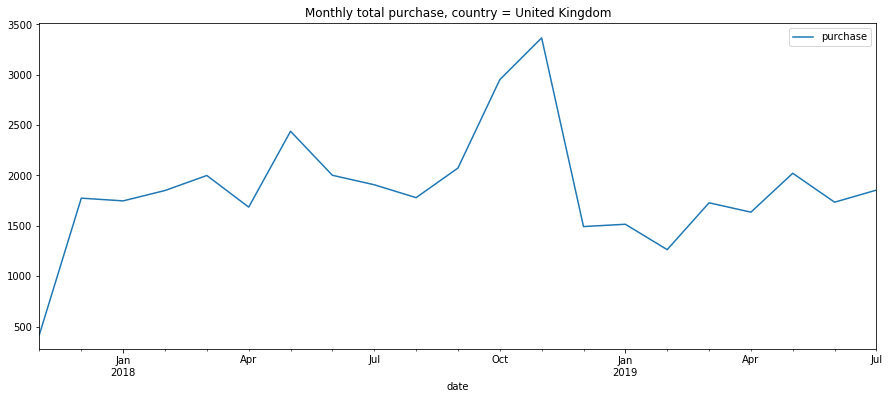 Monthly total purchase, country = United Kingdom
purchase
3500
3000
2500
2000
1500
1000
500
Jan
2018
Apr
Jul
Oct
Jan
2019
Apr
Jul
date